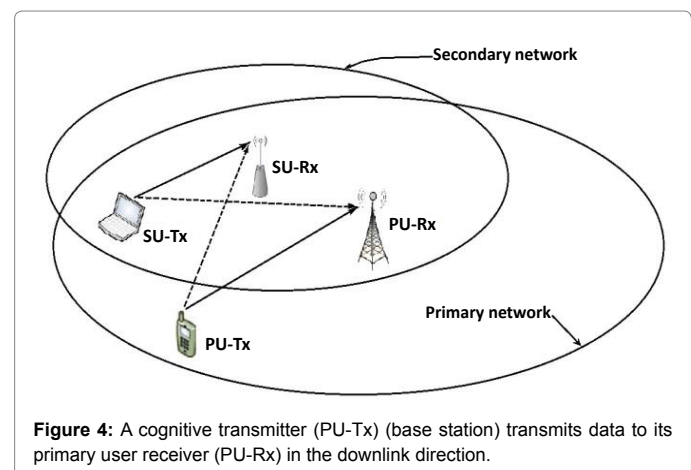 Secondary network
SU-Rx
SU-Tx
PU-Rx
Primary network
PU-Tx
Figure 4: A cognitive transmitter (PU-Tx) (base station) transmits data to its
primary user receiver (PU-Rx) in the downlink direction.